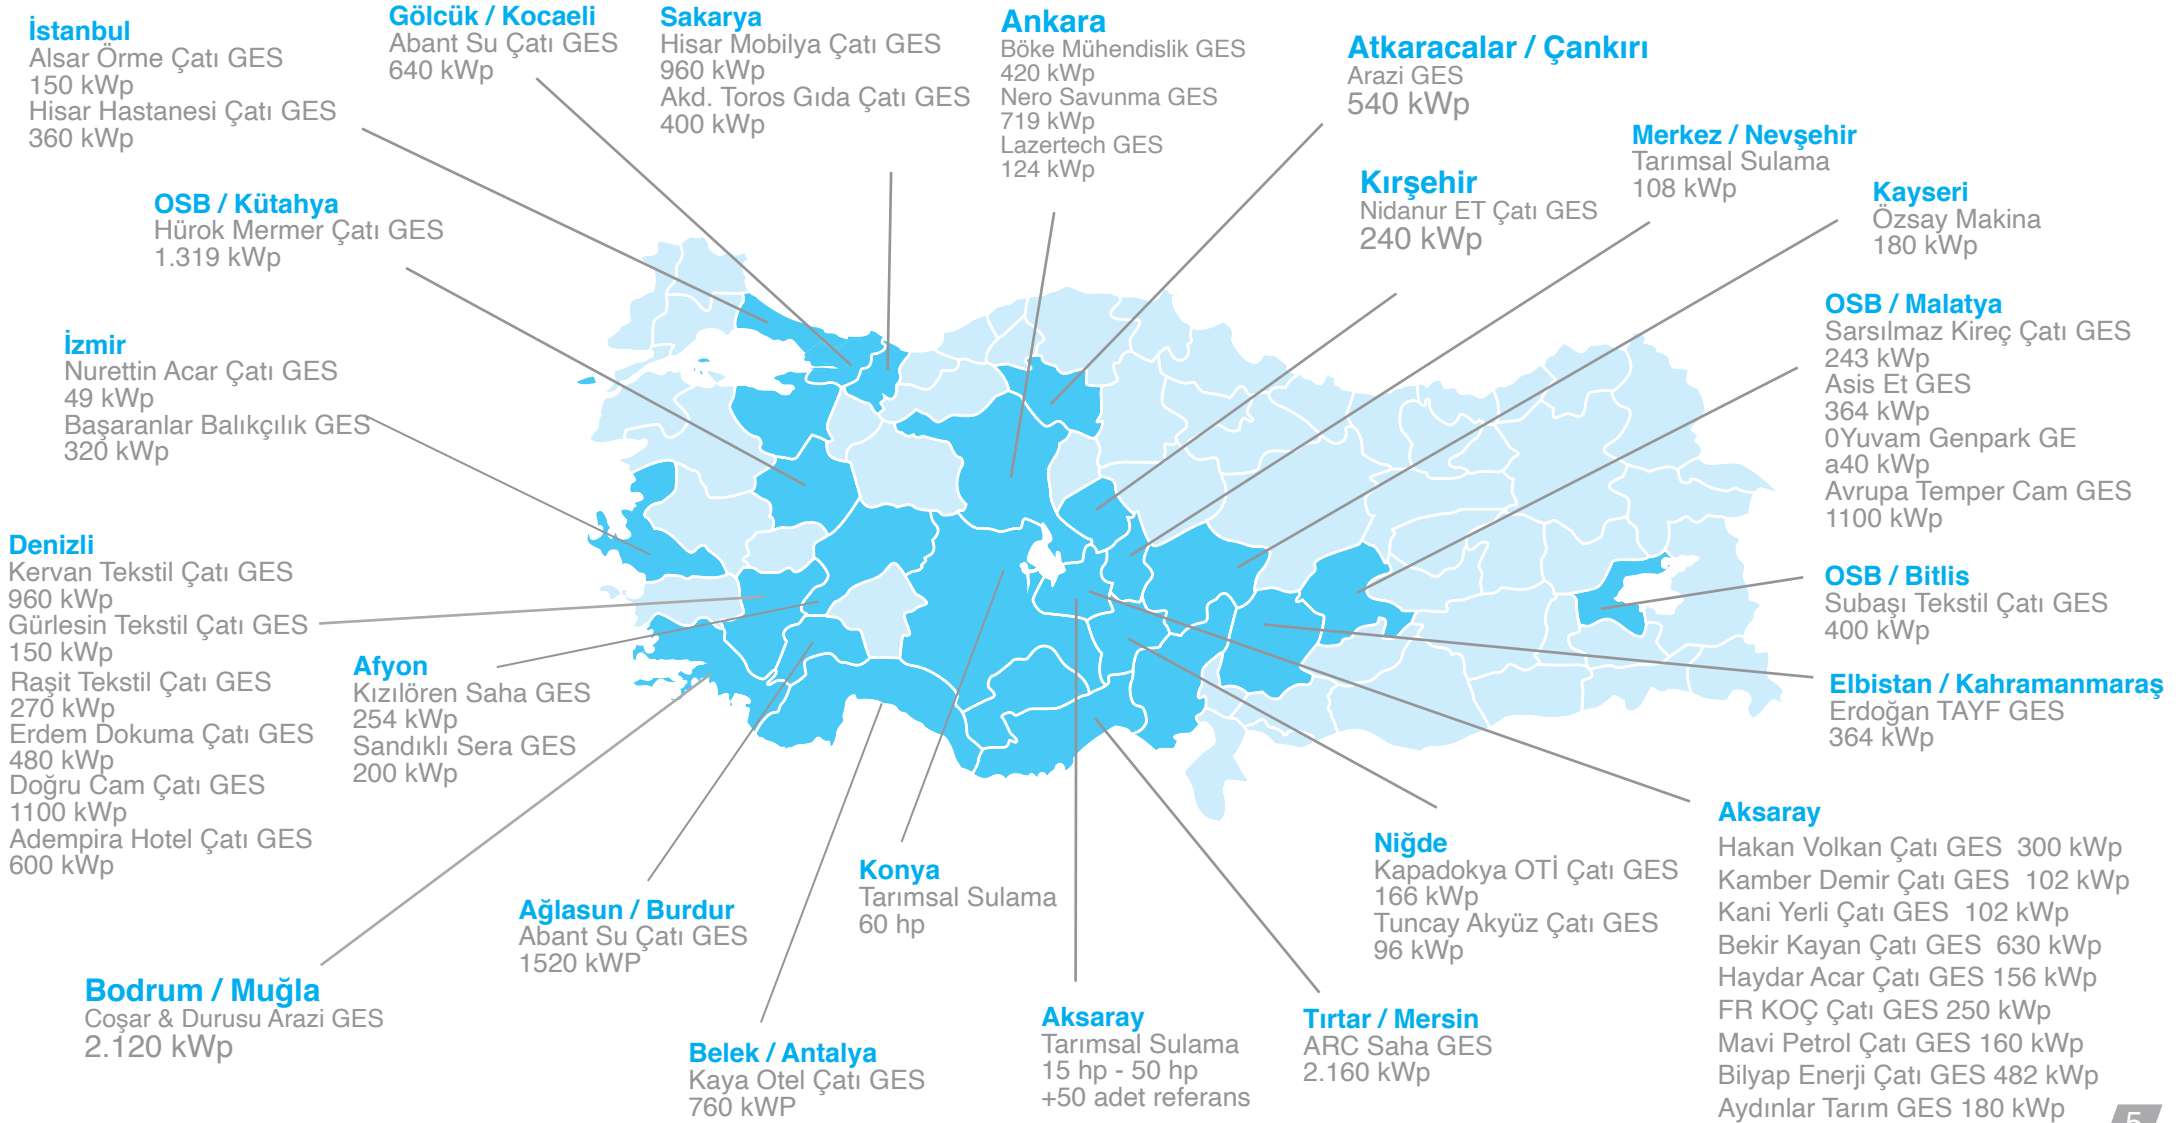 İstanbul
Alsar Örme Çatı GES
150 kWp
Hisar Hastanesi Çatı GES
360 kWp
Gölcük / Kocaeli
Abant Su Çatı GES
640 kWp
Sakarya
Hisar Mobilya Çatı GES
960 kWp
Akd. Toros Gıda Çatı GES
400 kWp
Ankara
Böke Mühendislik GES
420 kWp
Nero Savunma GES
719 kWp
Lazertech GES
124 kWp
Atkaracalar / Çankırı
Arazi GES
540 kWp
Merkez / Nevşehir
Tarımsal Sulama
108 kWp
Kırşehir
Nidanur ET Çatı GES
240 kWp
Kayseri
Özsay Makina
180 kWp
OSB / Kütahya
Hürok Mermer Çatı GES
1.319 kWp
İzmir
Nurettin Acar Çatı GES
49 kWp
Başaranlar Balıkçılık GES
320 kWp
OSB / Malatya
Sarsılmaz Kireç Çatı GES
243 kWp
Asis Et GES
364 kWp
0Yuvam Genpark GE
a40 kWp
Avrupa Temper Cam GES
1100 kWp
Denizli
Kervan Tekstil Çatı GES
960 kWp
Gürlesin Tekstil Çatı GES
150 kWp
Raşit Tekstil Çatı GES
270 kWp
Erdem Dokuma Çatı GES
480 kWp
Doğru Cam Çatı GES
1100 kWp
Adempira Hotel Çatı GES
600 kWp
OSB / Bitlis
Subaşı Tekstil Çatı GES
400 kWp
Afyon
Kızılören Saha GES
254 kWp
Sandıklı Sera GES
200 kWp
Elbistan / Kahramanmaraş
Erdoğan TAYF GES
364 kWp
Bodrum / Muğla
Coşar & Durusu Arazi GES
2.120 kWp
Ağlasun / Burdur
Abant Su Çatı GES
1520 kWP
Belek / Antalya
Kaya Otel Çatı GES
760 kWP
Konya
Tarımsal Sulama
60 hp
Aksaray
Tarımsal Sulama
15 hp - 50 hp
+50 adet referans
Tırtar / Mersin
ARC Saha GES
2.160 kWp
Niğde
Kapadokya OTİ Çatı GES
166 kWp
Tuncay Akyüz Çatı GES
96 kWp
Aksaray
Hakan Volkan Çatı GES 300 kWp
Kamber Demir Çatı GES 102 kWp
Kani Yerli Çatı GES 102 kWp
Bekir Kayan Çatı GES 630 kWp
Haydar Acar Çatı GES 156 kWp
FR KOÇ Çatı GES 250 kWp
Mavi Petrol Çatı GES 160 kWp
Bilyap Enerji Çatı GES 482 kWp
Aydınlar Tarım GES 180 kWp
5